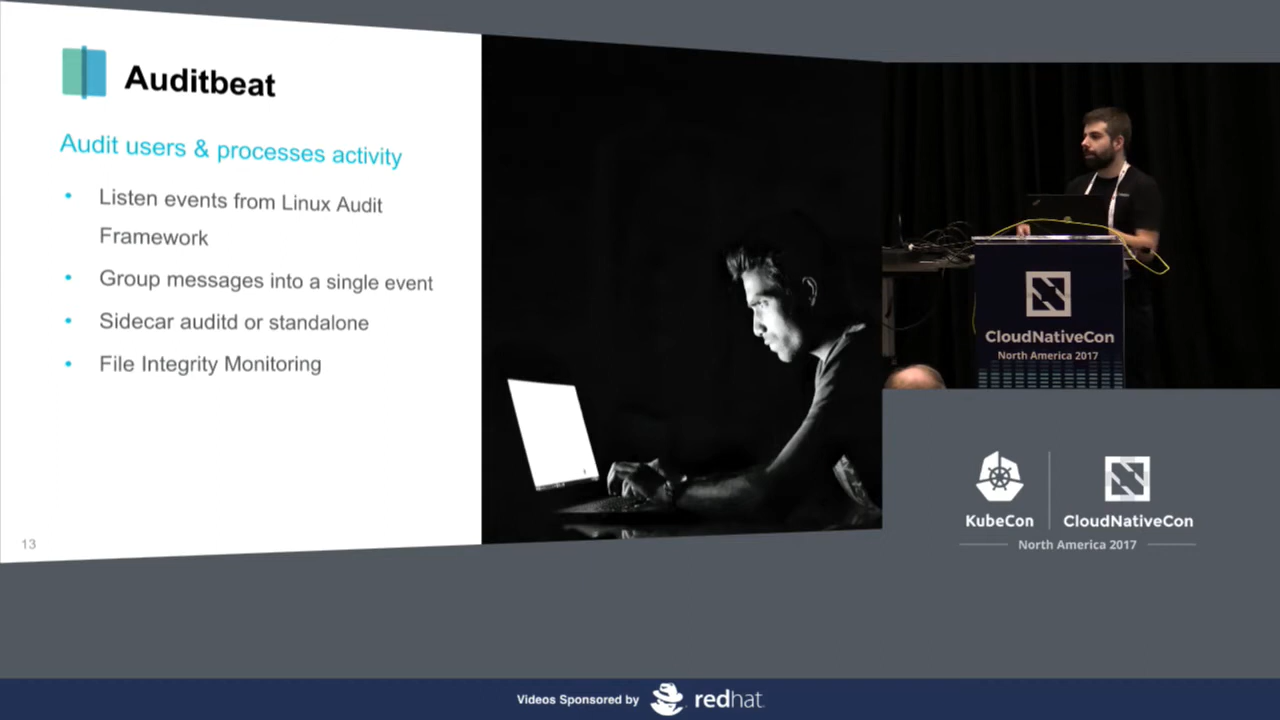 Auditbeat
Audit users & processes activity
• Listen events from Linux Audit
Framework
• Group messages into a single event
• Sidecar auditd or standalone
• File Integrity Monitoring
13
CloudNativeCon
North America 2017
KubeCon
CloudNativeCon
North America 2017
Videos Sponsored by
redhat